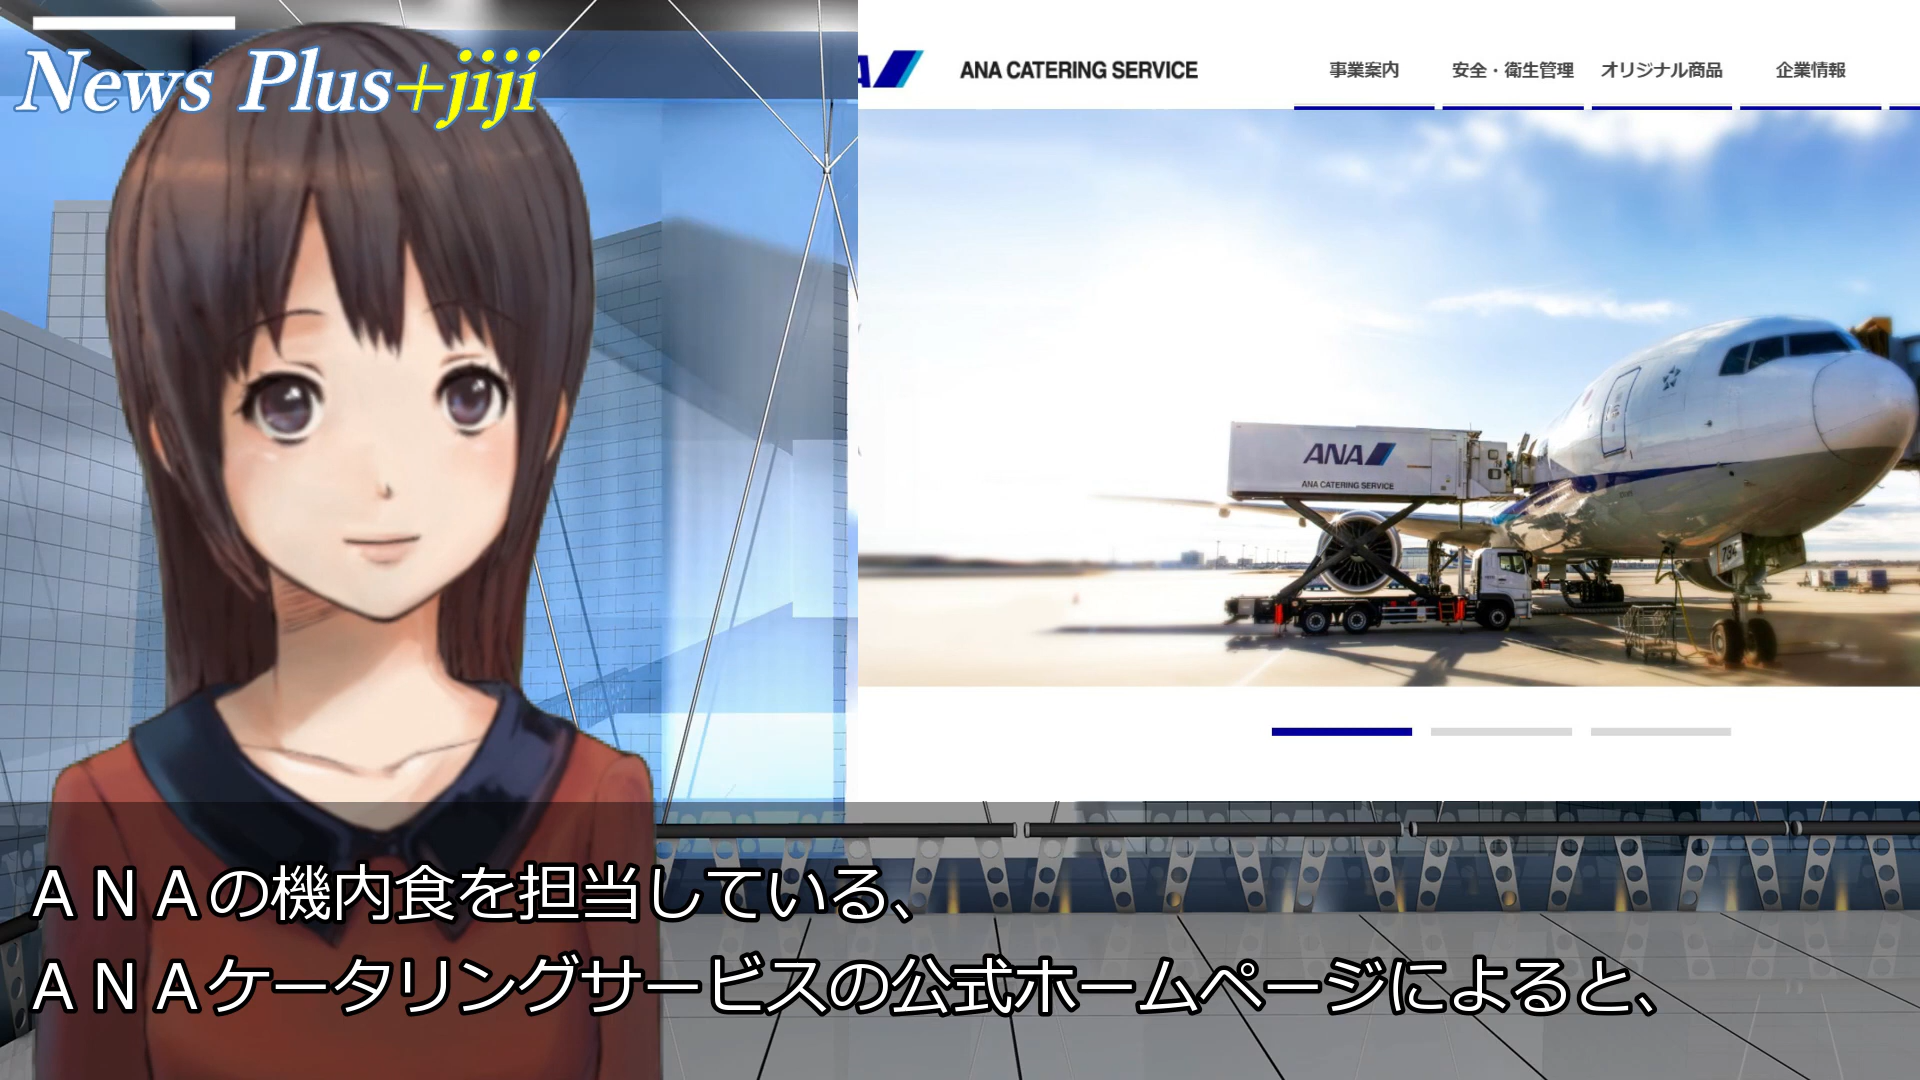 News Plus+jiji
ANA CATERING SERVICE
事業案内
安全・衛生管理
オリジナル商品
企業情報
ANA
ANA CATERING SERVICE
784
ＡＮＡの機内食を担当している、
ＡＮＡケータリングサービスの公式ホームページによると、